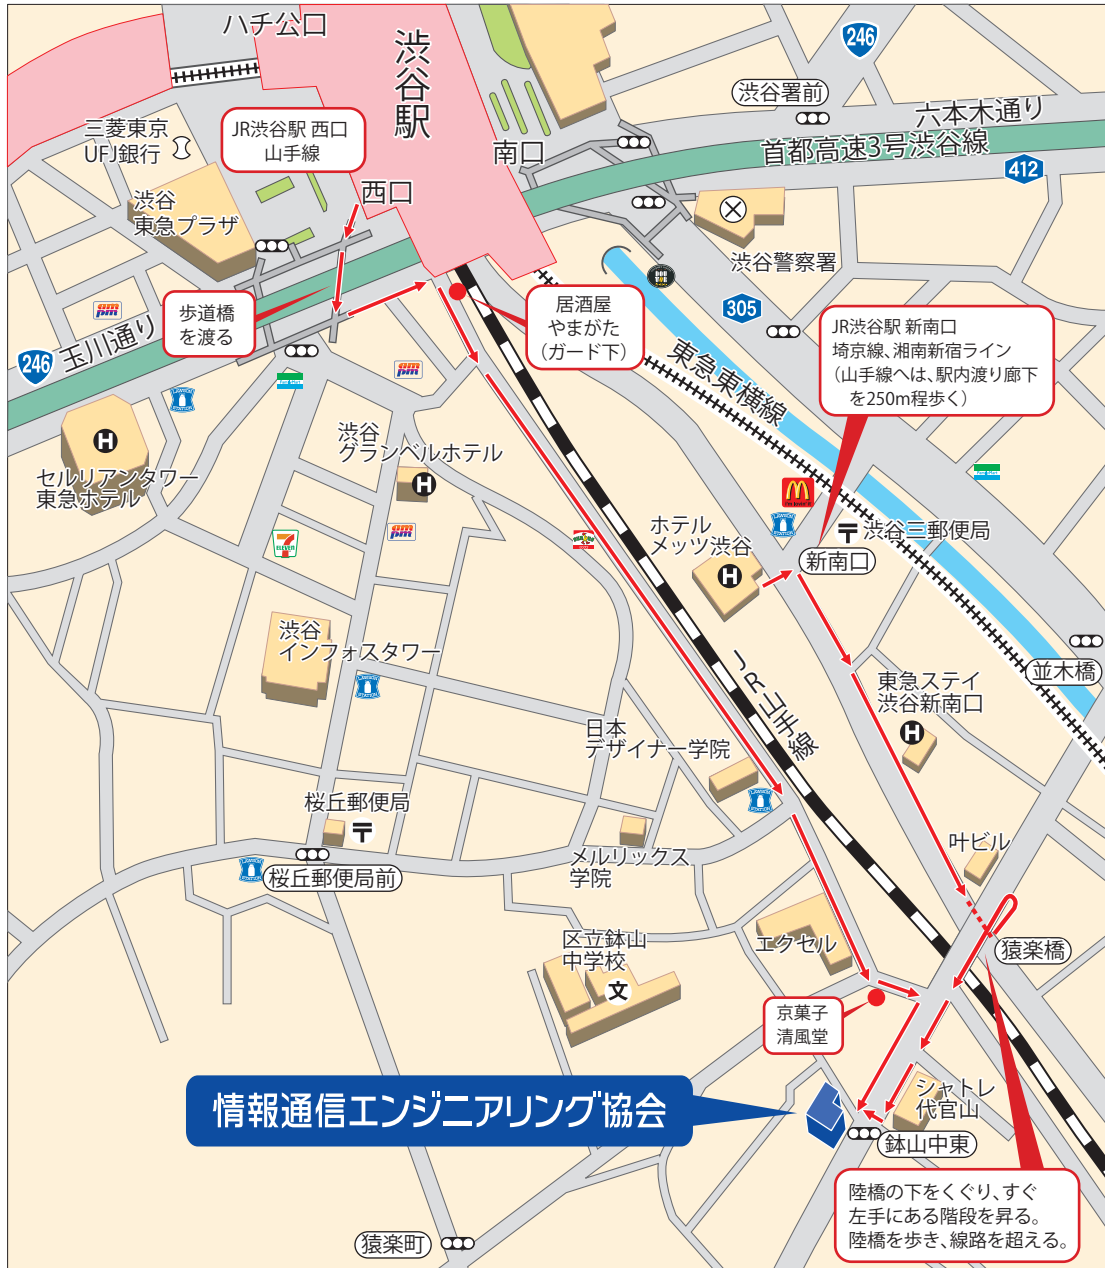 ハチ公口
渋谷駅
246
渋谷署前
六本木通り
首都高速3号渋谷線
412
三菱東京
UFJ銀行
JR渋谷駅 西口
山手線
南口
西口
渋谷
東急プラザ
渋谷警察署
305
歩道橋
を渡る
居酒屋
やまがた
(ガード下)
JR渋谷駅 新南口
埼京線、湘南新宿ライン
(山手線へは、駅内渡り廊下
を250m程歩く)
246
玉川通り
東急東横線
渋谷
グランベルホテル
セルリアンタワー
東急ホテル
H
H
7
ELEVEN
ホテル
メッツ渋谷
H
渋谷三郵便局
新南口
渋谷
インフォスタワー
JR山手線
並木橋
東急ステイ
渋谷新南口
H
日本
デザイナー学院
桜丘郵便局
桜丘郵便局前
メルリックス
学院
叶ビル
エクセル
猿楽橋
区立鉢山
中学校
文
京菓子
清風堂
情報通信エンジニアリング協会
シャトレ
代官山
鉢山中東
陸橋の下をくぐり、すぐ
左手にある階段を昇る。
陸橋を歩き、線路を超える。
猿楽町